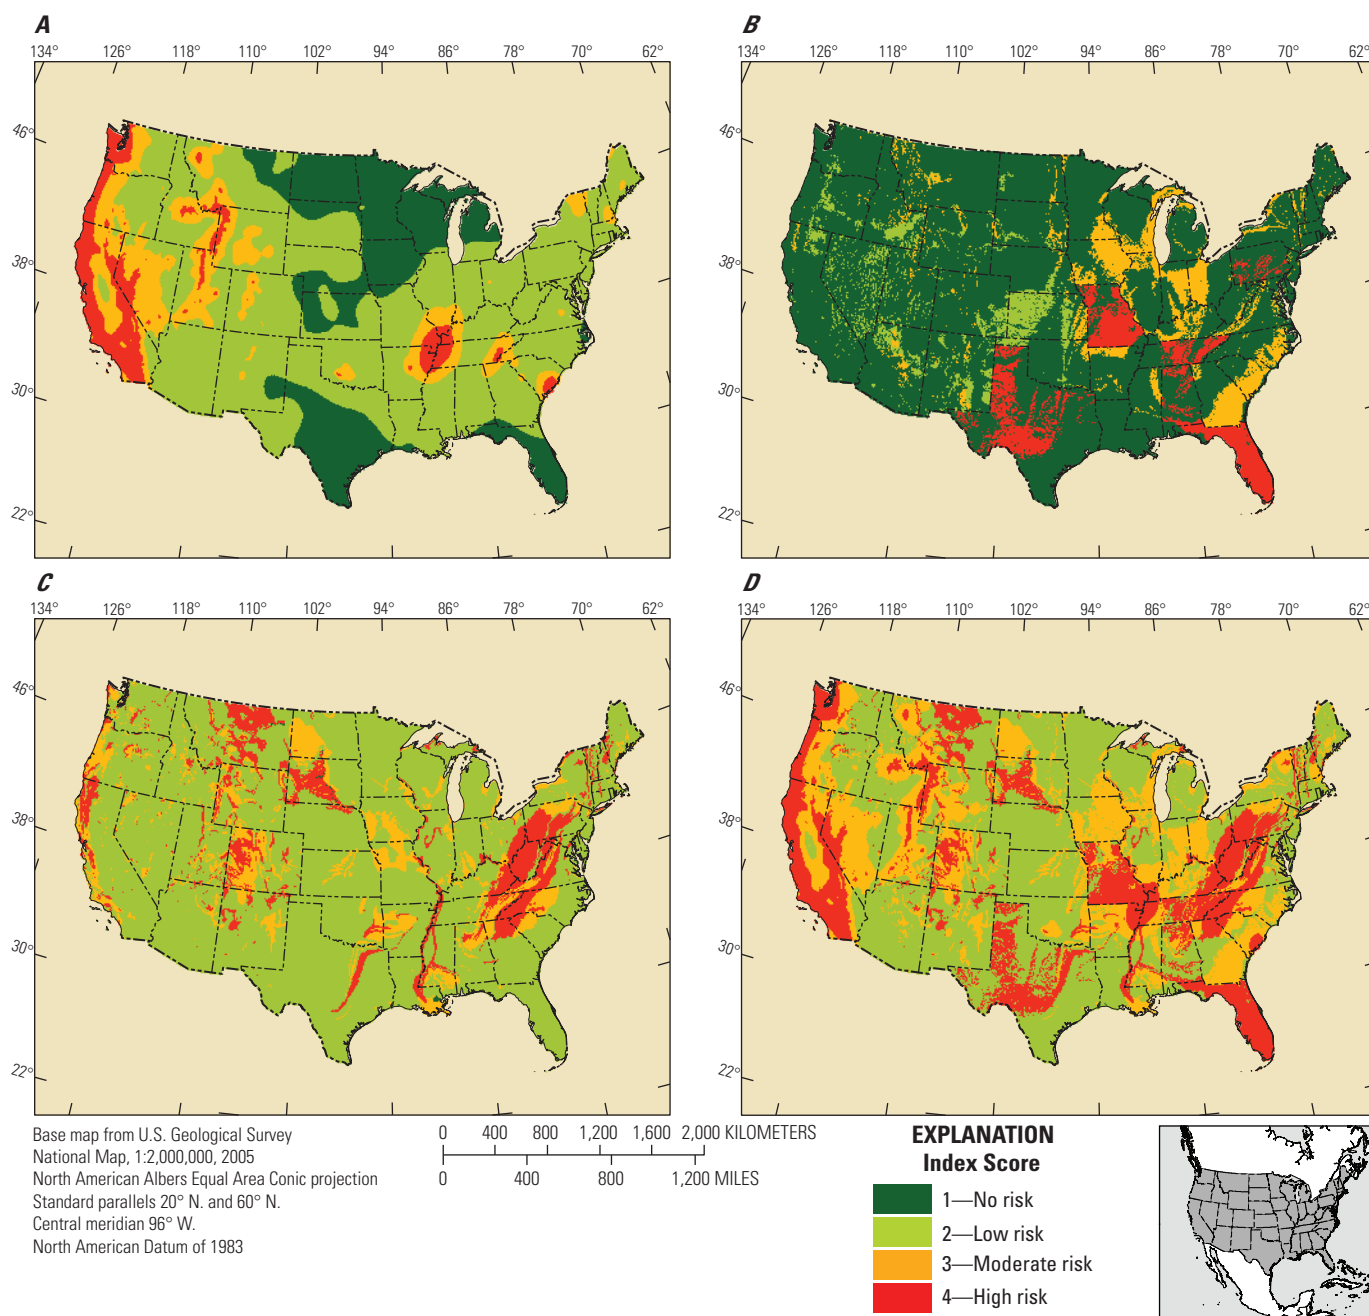 A
134° 126° 118° 110° 102° 94° 86° 78° 70° 62°
46°
38°
30°
22°
B
134° 126° 118° 110° 102° 94° 86° 78° 70° 62°
46°
38°
30°
22°
C
134° 126° 118° 110° 102° 94° 86° 78° 70° 62°
46°
38°
30°
22°
D
134° 126° 118° 110° 102° 94° 86° 78° 70° 62°
46°
38°
30°
22°
Base map from U.S. Geological Survey
National Map, 1:2,000,000, 2005
North American Albers Equal Area Conic projection
Standard parallels 20° N. and 60° N.
Central meridian 96° W.
North American Datum of 1983
0 400 800 1,200 1,600 2,000 KILOMETERS
0 400 800 1,200 MILES
EXPLANATION
Index Score
1—No risk
2—Low risk
3—Moderate risk
4—High risk